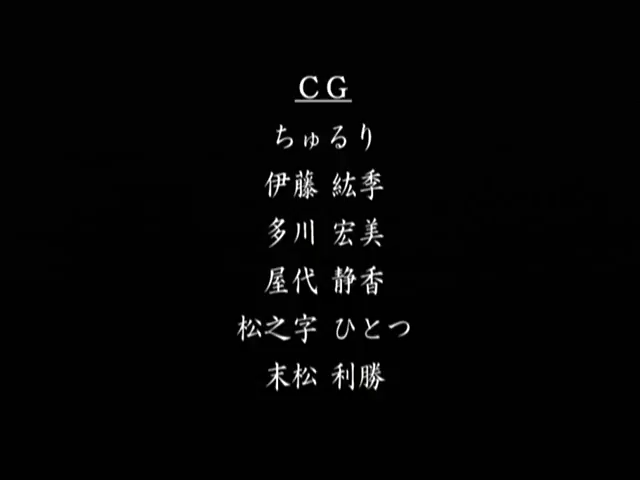 CG
ちゅるり
伊藤 紘季
多川 宏美
屋代 静香
松之字 ひとつ
末松 利勝